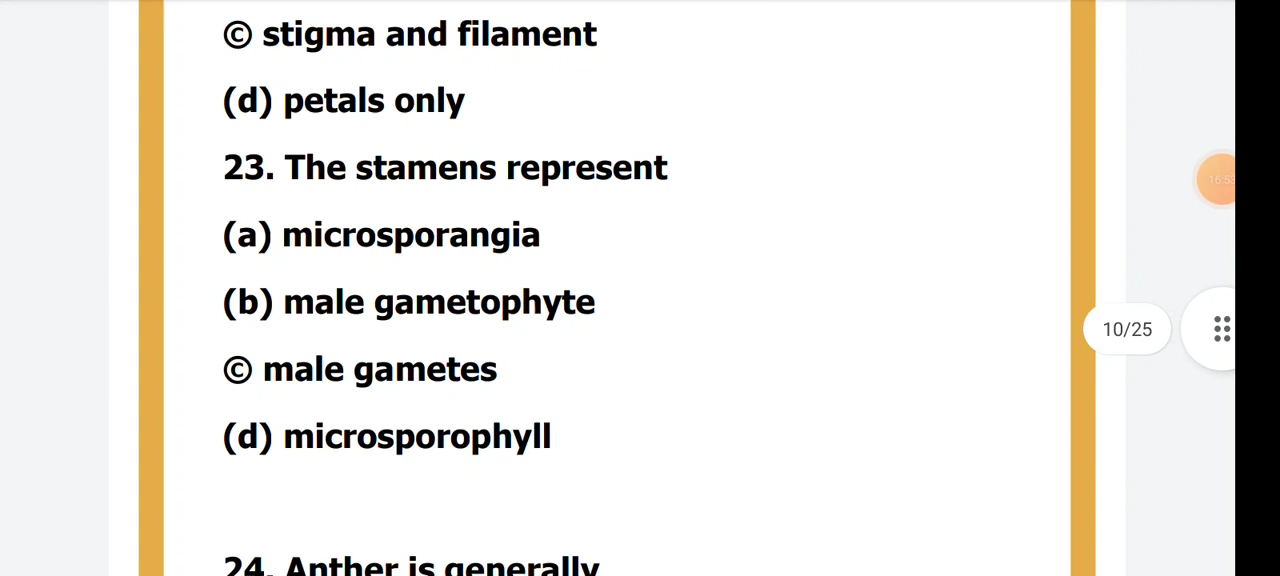 © stigma and filament
(d) petals only
23. The stamens represent
(a) microsporangia
(b) male gametophyte
© male gametes
(d) microsporophyll
10/25
24. Anther is generally